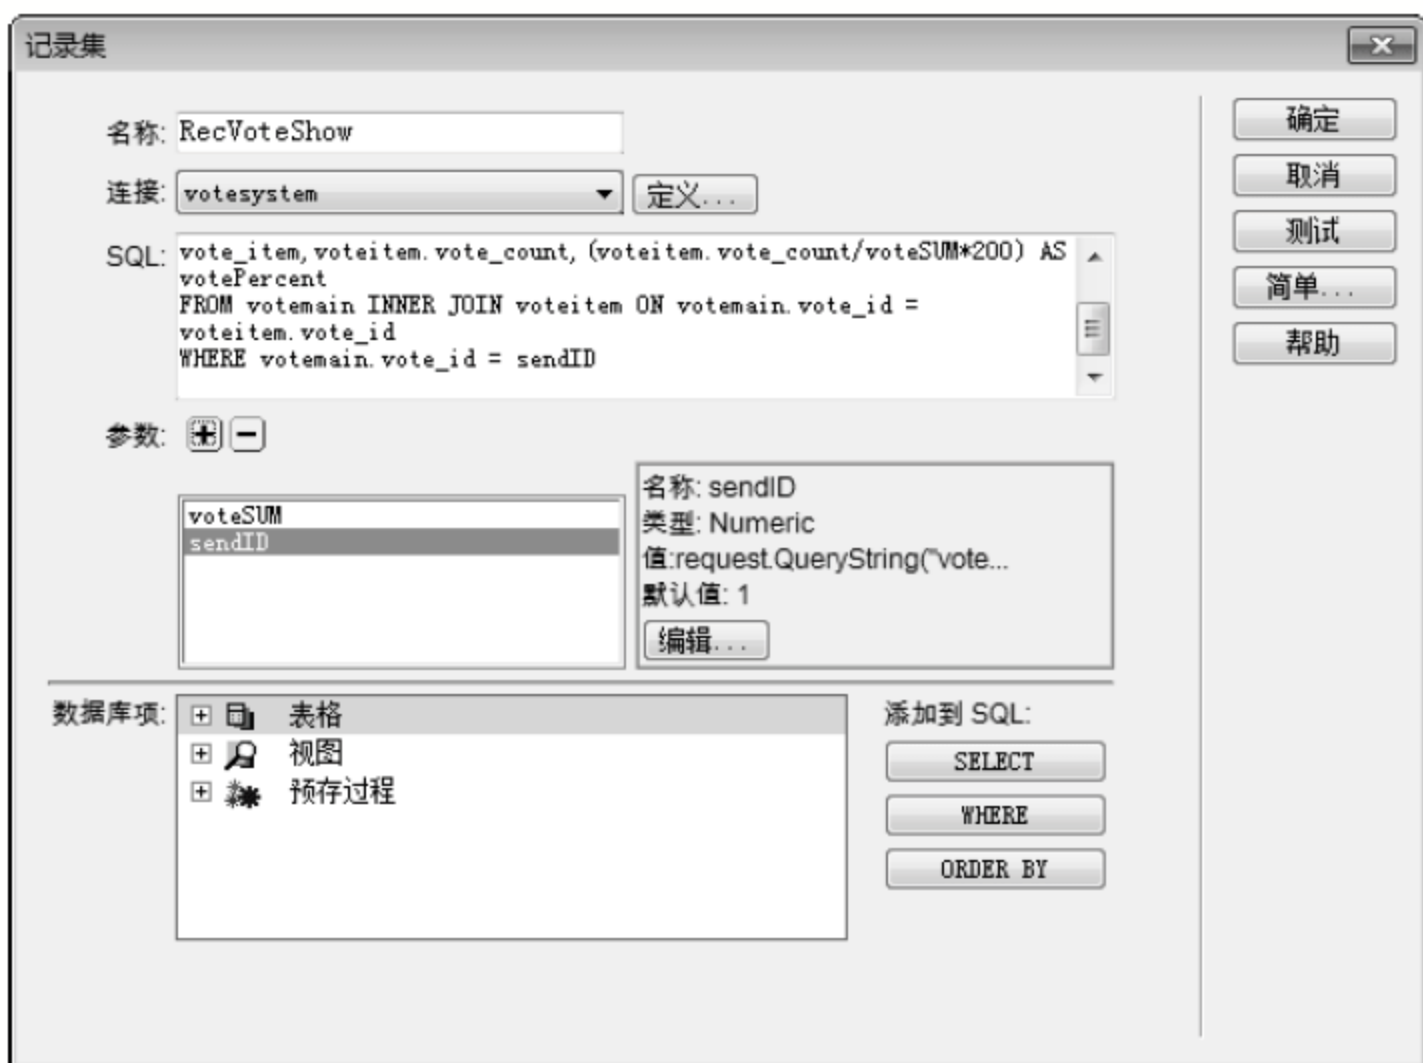 记录集
名称: RecVoteShow
连接: votesystem 定义...
SQL: vote_item,voteitem.vote_count,(voteitem.vote_count/voteSUM*200) AS
votePercent
FROM votemain INNER JOIN voteitem ON votemain.vote_id =
voteitem.vote_id
WHERE votemain.vote_id = sendID
参数:
voteSUM
sendID
名称: sendID
类型: Numeric
值:request.QueryString("vote...
默认值: 1
编辑...
数据库项:
表格
视图
预存过程
添加到 SQL:
SELECT
WHERE
ORDER BY
确定
取消
测试
简单...
帮助